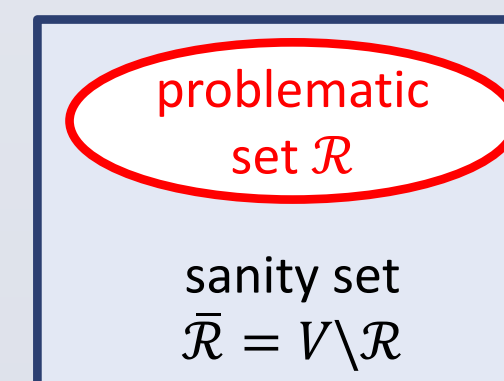 problematic
set ℛ
sanity set
ℛ̄ = V\ℛ